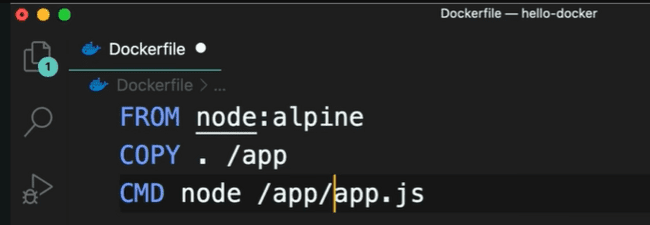 Dockerfile — hello-docker
Dockerfile
1
Dockerfile > ...
FROM node:alpine
COPY . /app
CMD node /app/app.js